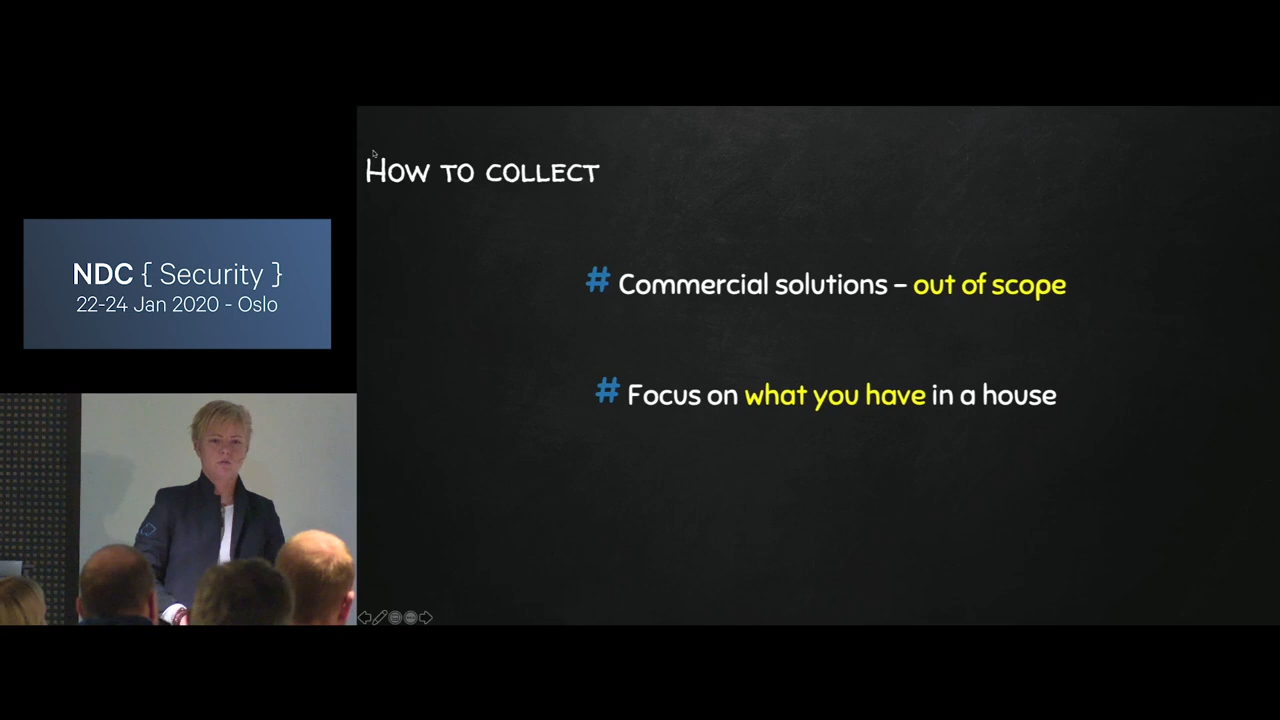 How to collect
# Commercial solutions – out of scope
# Focus on what you have in a house
NDC { Security }
22-24 Jan 2020 - Oslo